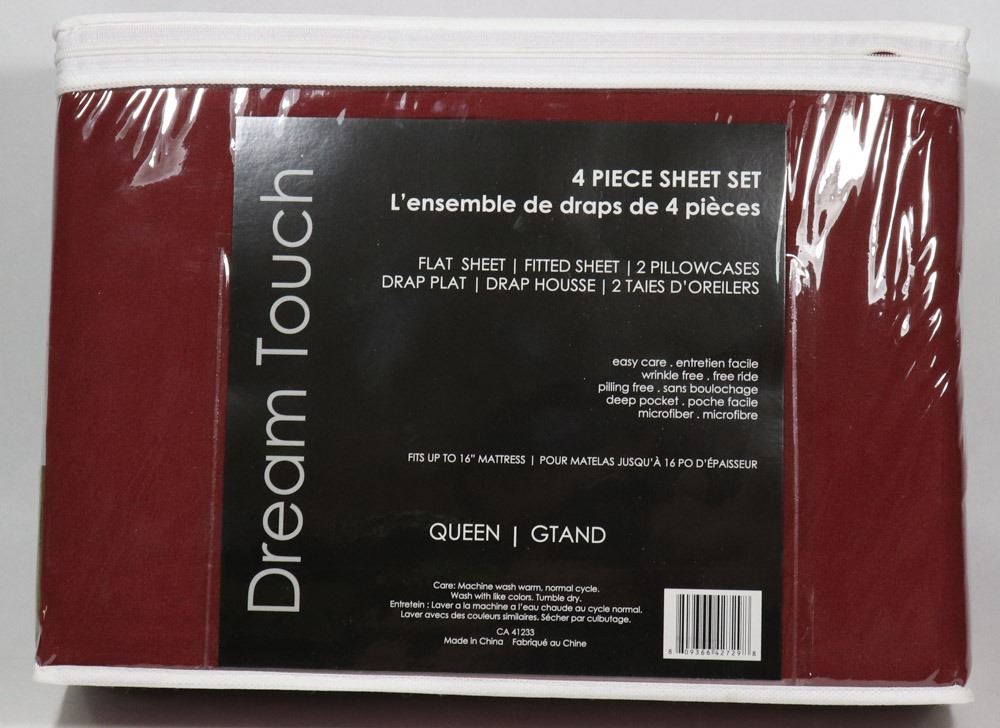 Dream Touch
4 PIECE SHEET SET
L'ensemble de draps de 4 pièces
FLAT SHEET | FITTED SHEET | 2 PILLOWCASES
DRAP PLAT | DRAP HOUSSE | 2 TAIES D'OREILERS
easy care . entretien facile
wrinkle free . free ride
pilling free . sans boulochage
deep pocket . poche facile
microfiber . microfibre
FITS UP TO 16" MATTRESS | POUR MATELAS JUSQU'À 16 PO D'ÉPAISSEUR
QUEEN | GTAND
Care: Machine wash warm, normal cycle.
Wash with like colors. Tumble dry.
Entretein : Laver a la machine a l'eau chaude au cycle normal.
Laver avecs des couleurs similaires. Sécher par culbutage.
CA 41233
Made in China Fabriqué au Chine
8 09366 42729 8